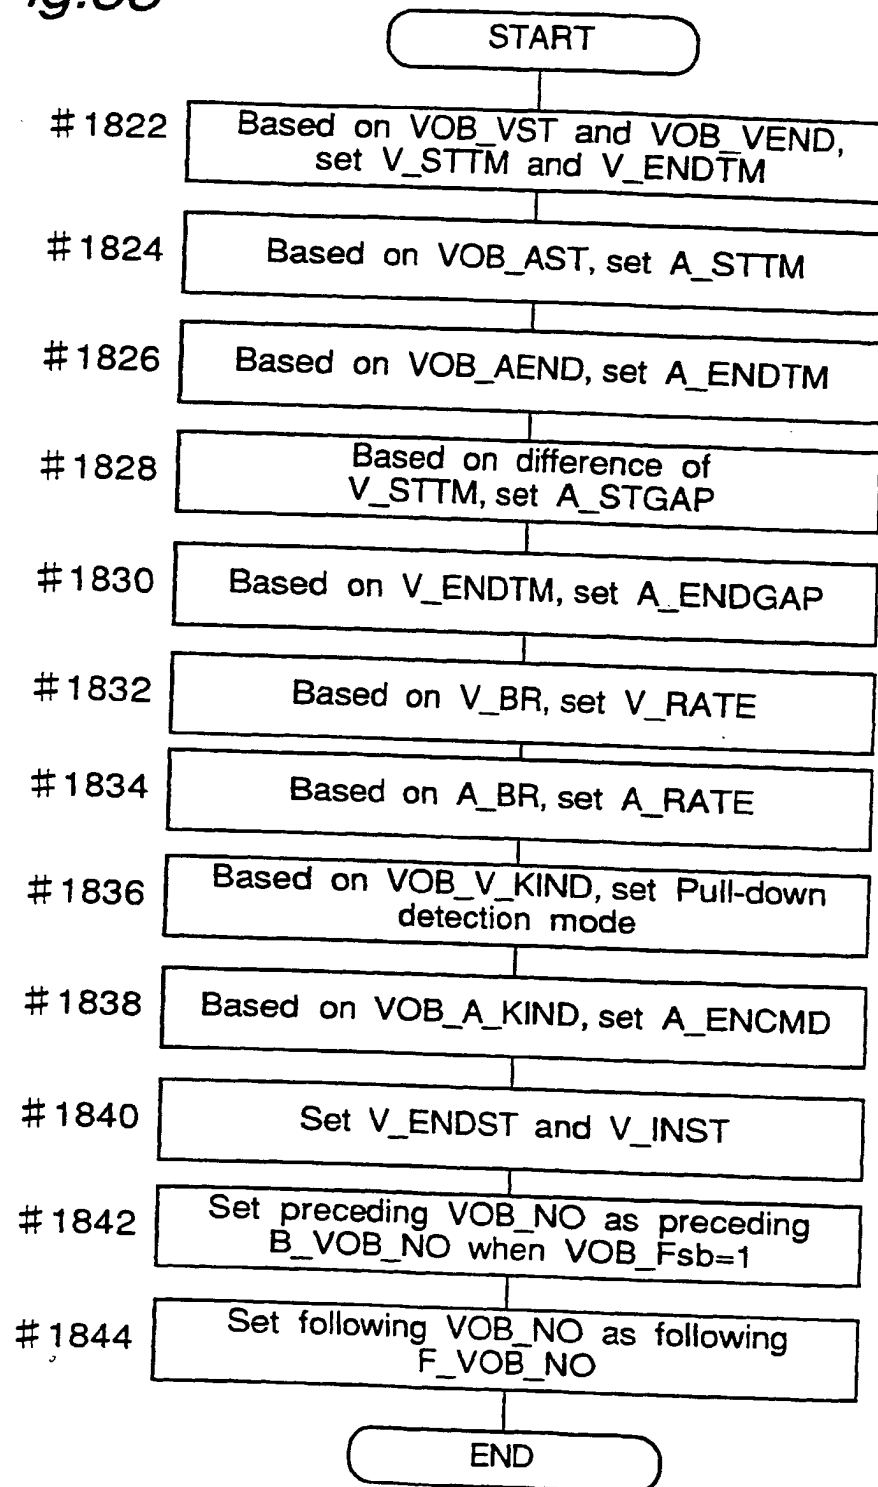 START
#1822
Based on VOB_VST and VOB_VEND,
set V_STTM and V_ENDTM
#1824
Based on VOB_AST, set A_STTM
#1826
Based on VOB_AEND, set A_ENDTM
#1828
Based on difference of
V_STTM, set A_STGAP
#1830
Based on V_ENDTM, set A_ENDGAP
#1832
Based on V_BR, set V_RATE
#1834
Based on A_BR, set A_RATE
#1836
Based on VOB_V_KIND, set Pull-down
detection mode
#1838
Based on VOB_A_KIND, set A_ENCMD
#1840
Set V_ENDST and V_INST
#1842
Set preceding VOB_NO as preceding
B_VOB_NO when VOB_Fsb=1
#1844
Set following VOB_NO as following
F_VOB_NO
END